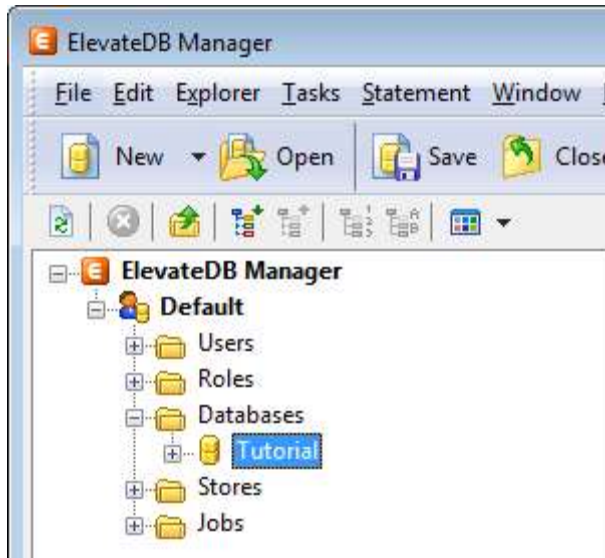 ElevateDB Manager
File Edit Explorer Tasks Statement Window
New Open Save Close
ElevateDB Manager
Default
Users
Roles
Databases
Tutorial
Stores
Jobs